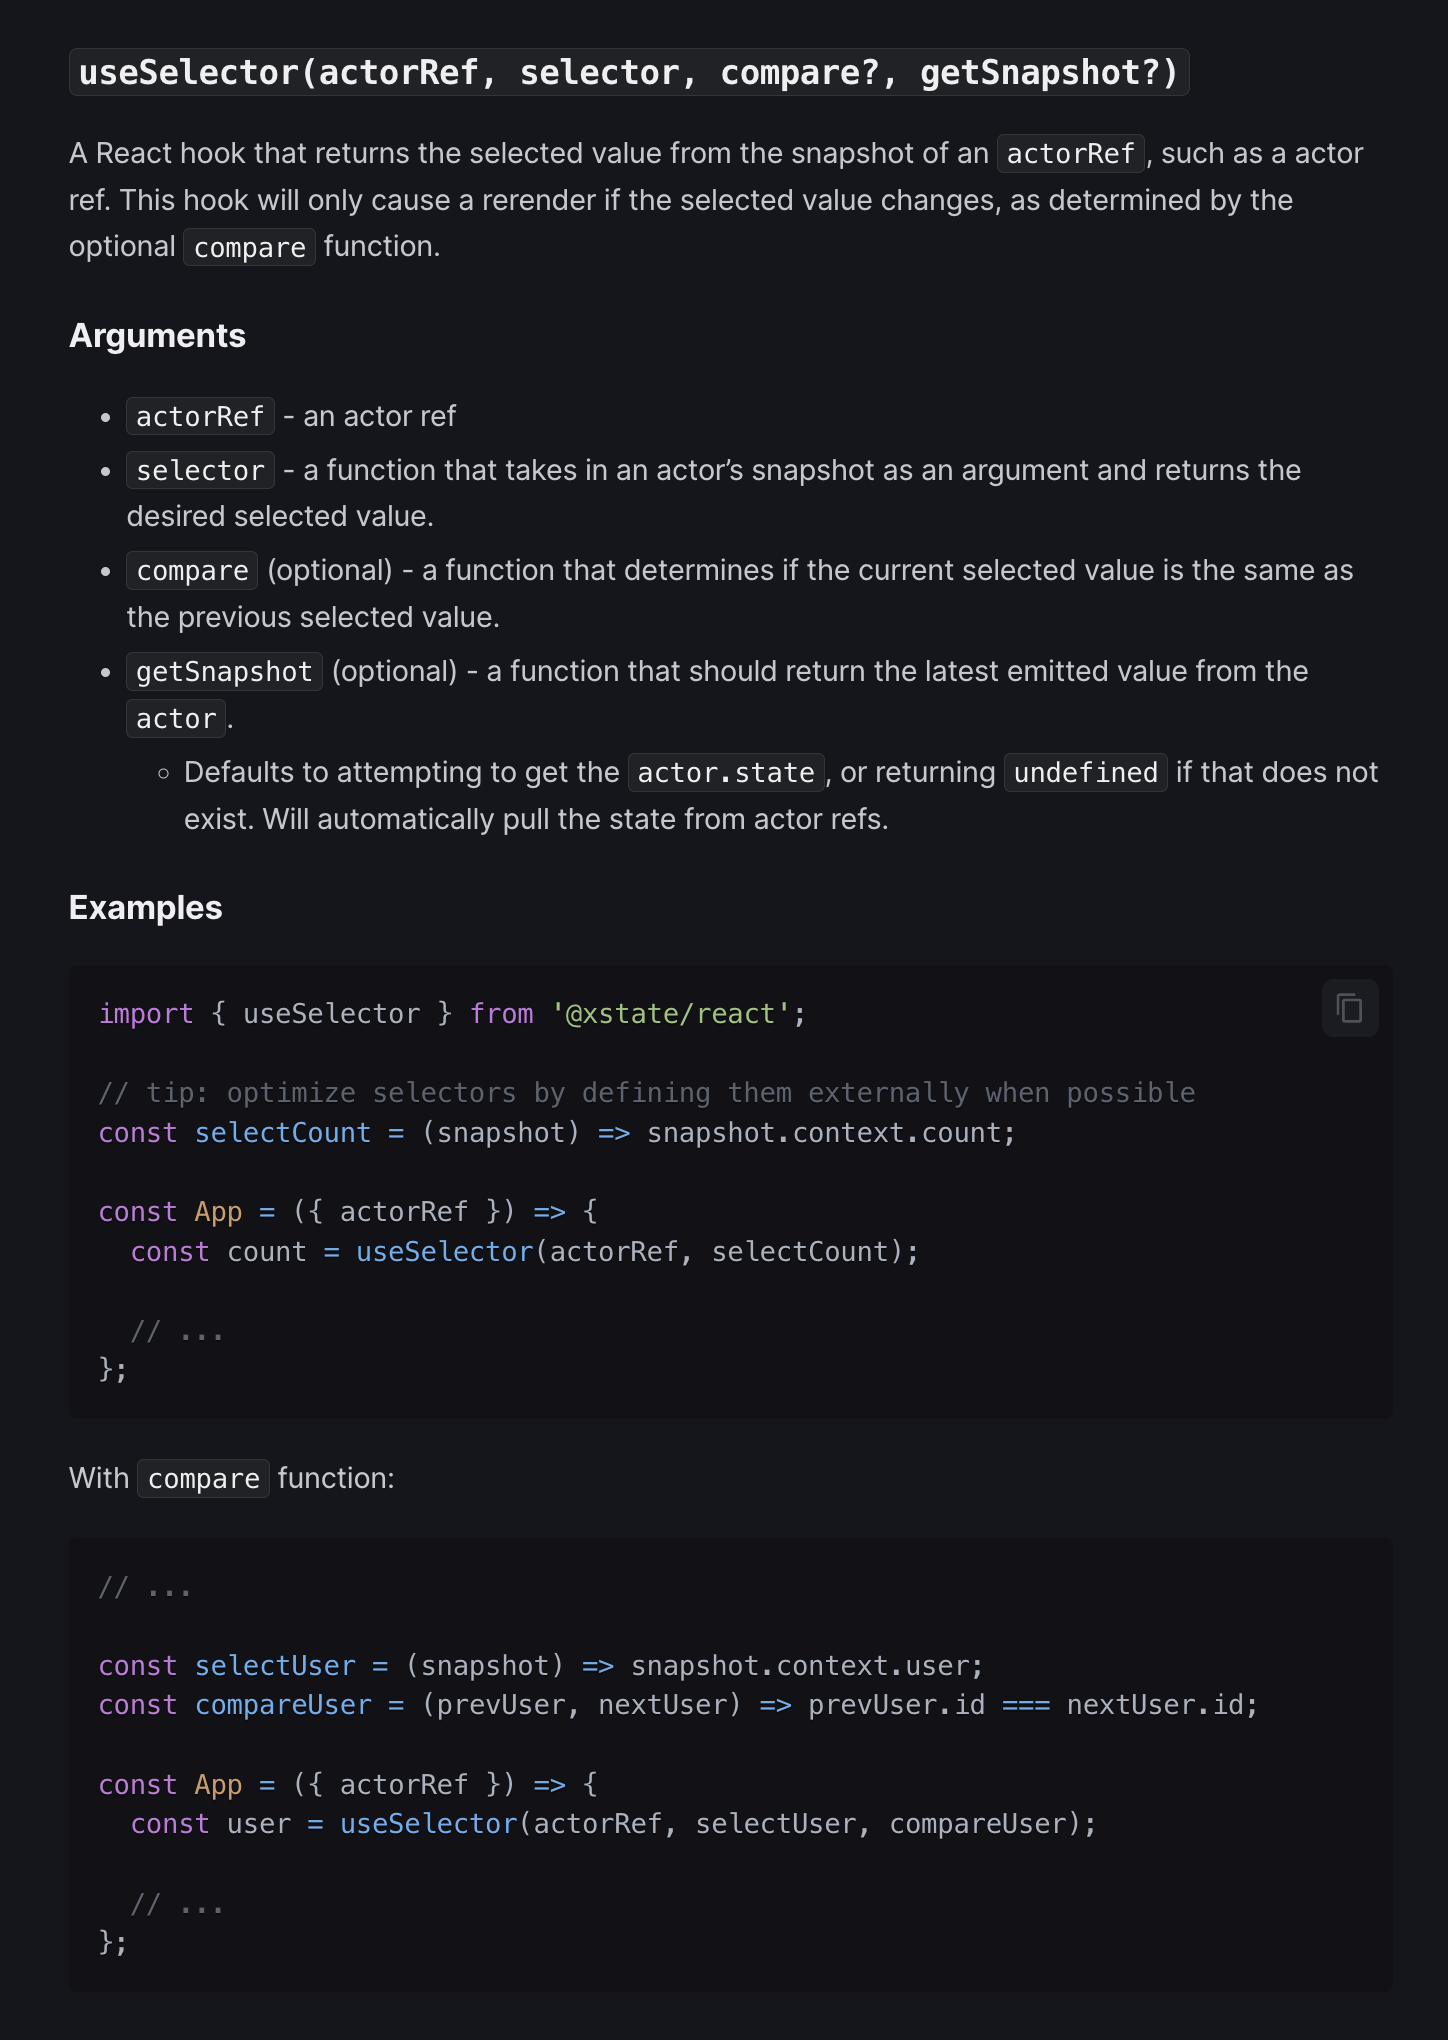 useSelector(actorRef, selector, compare?, getSnapshot?)
A React hook that returns the selected value from the snapshot of an actorRef, such as a actor
ref. This hook will only cause a rerender if the selected value changes, as determined by the
optional compare function.
Arguments
• actorRef - an actor ref
• selector - a function that takes in an actor’s snapshot as an argument and returns the
desired selected value.
• compare (optional) - a function that determines if the current selected value is the same as
the previous selected value.
• getSnapshot (optional) - a function that should return the latest emitted value from the
actor.
◦ Defaults to attempting to get the actor.state, or returning undefined if that does not
exist. Will automatically pull the state from actor refs.
Examples
import { useSelector } from '@xstate/react';
// tip: optimize selectors by defining them externally when possible
const selectCount = (snapshot) => snapshot.context.count;
const App = ({ actorRef }) => {
  const count = useSelector(actorRef, selectCount);
  // ...
};
With compare function:
// ...
const selectUser = (snapshot) => snapshot.context.user;
const compareUser = (prevUser, nextUser) => prevUser.id === nextUser.id;
const App = ({ actorRef }) => {
  const user = useSelector(actorRef, selectUser, compareUser);
  // ...
};